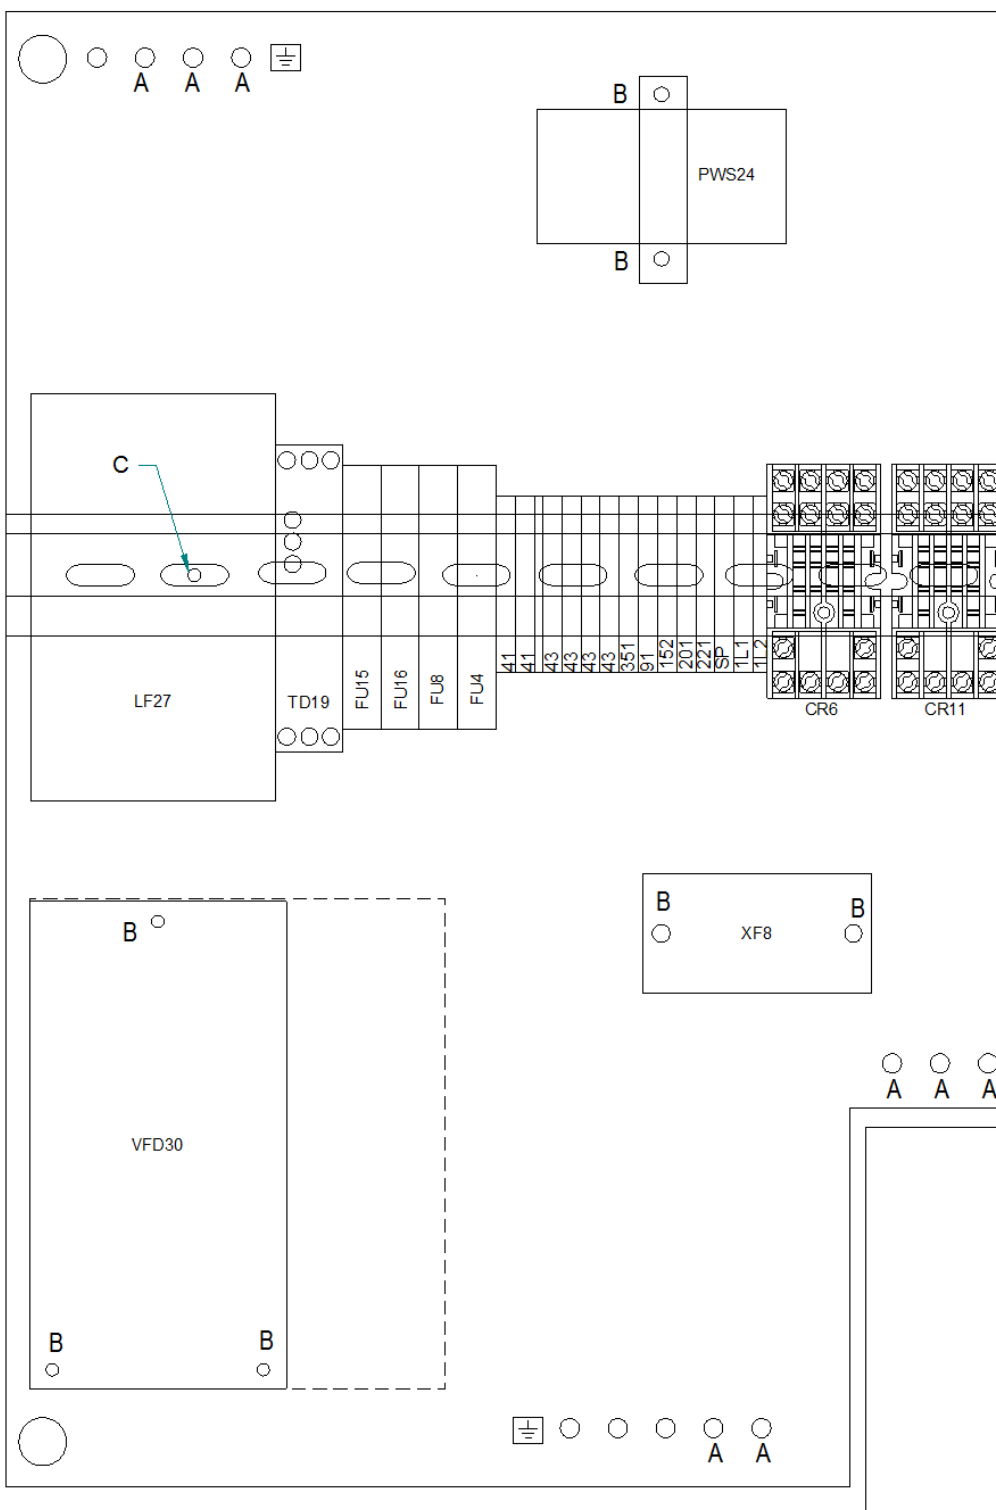 A A A
B
PWS24
B
C
LF27
TD19
FU15
FU16
FU8
FU4
41
41
43
43
43
43
351
91
152
201
221
SP
1L1
1L2
CR6
CR11
B
B
B
XF8
VFD30
A A A
B
B
A A